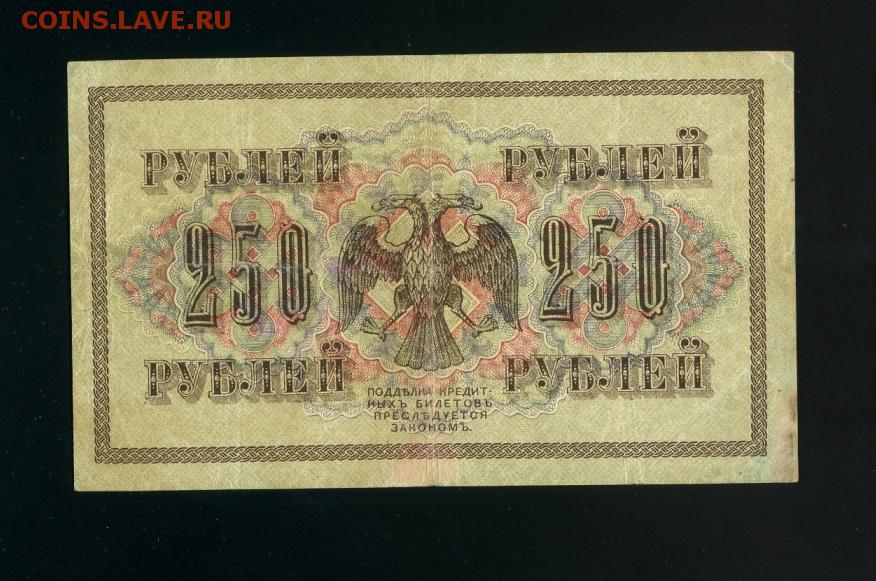 COINS.LAVE.RU
РУБЛЕЙ РУБЛЕЙ
250 250
РУБЛЕЙ РУБЛЕЙ
ПОДДѢЛКА КРЕДИТ-
НЫХЪ БИЛЕТОВЪ
ПРЕСЛѢДУЕТСЯ
ЗАКОНОМЪ.